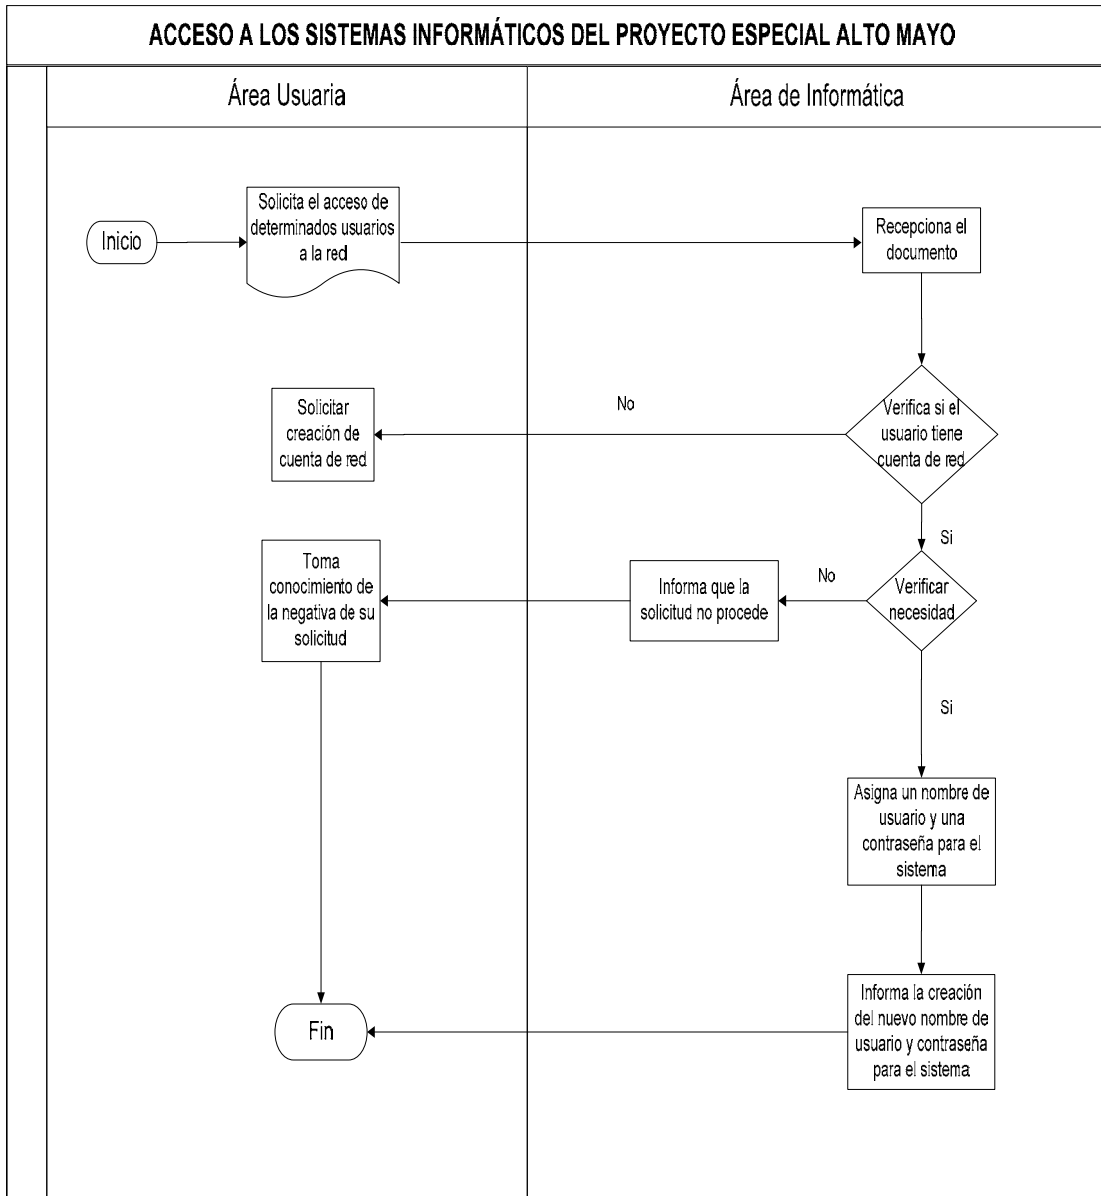 ACCESO A LOS SISTEMAS INFORMÁTICOS DEL PROYECTO ESPECIAL ALTO MAYO
Área Usuaria
Área de Informática
Inicio
Solicita el acceso de
determinados usuarios
a la red
Recepciona el
documento
Verifica si el
usuario tiene
cuenta de red
No
Solicitar
creación de
cuenta de red
Si
Verificar
necesidad
No
Informa que la
solicitud no procede
Toma
conocimiento de
la negativa de su
solicitud
Si
Asigna un nombre de
usuario y una
contraseña para el
sistema
Informa la creación
del nuevo nombre de
usuario y contraseña
para el sistema
Fin